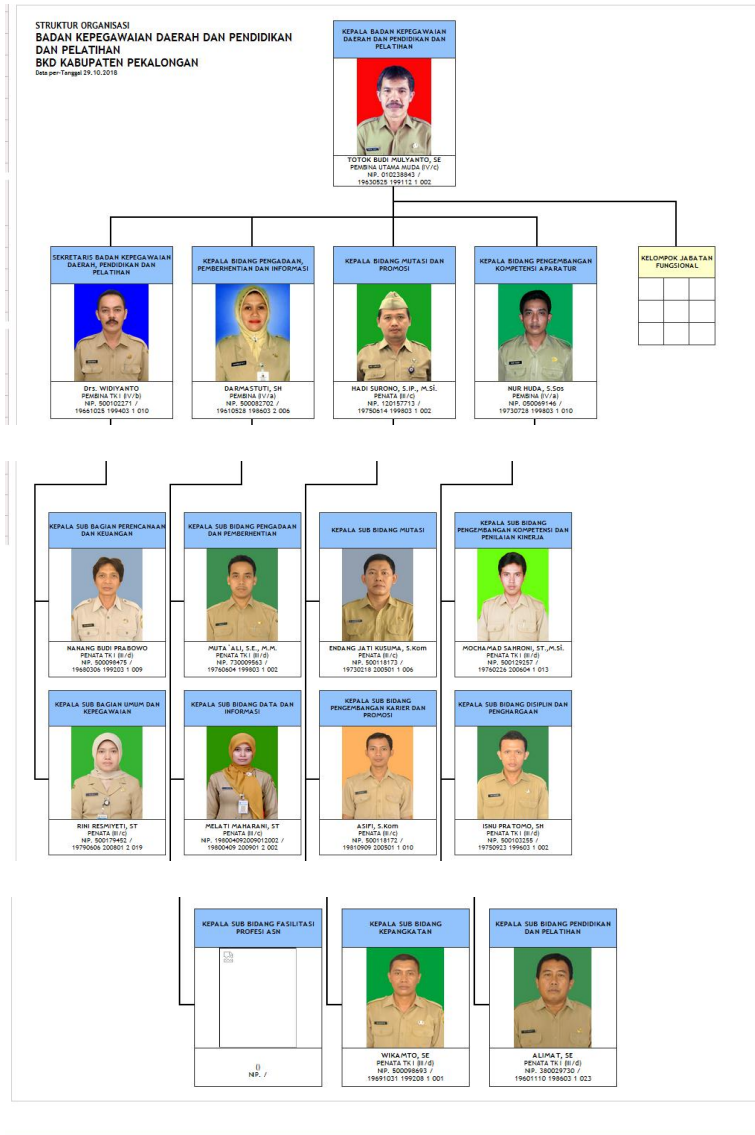 STRUKTUR ORGANISASI
BADAN KEPEGAWAIAN DAERAH DAN PENDIDIKAN
DAN PELATIHAN
BKD KABUPATEN PEKALONGAN
Data per-Tanggal 29.10.2018
KEPALA BADAN KEPEGAWAIAN
DAERAH DAN PENDIDIKAN DAN
PELATIHAN
TOTOK BUDI MULYANTO, SE
PEMBINA UTAMA MUDA (IV/c)
NIP. 010238843 /
19630525 199112 1 002
SEKRETARIS BADAN KEPEGAWAIAN
DAERAH, PENDIDIKAN DAN
PELATIHAN
Drs. WIDIYANTO
PEMBINA TK I (IV/b)
NIP. 500102271 /
19661025 199403 1 010
KEPALA BIDANG PENGADAAN,
PEMBERHENTIAN DAN INFORMASI
DARMASTUTI, SH
PEMBINA (IV/a)
NIP. 500082702 /
19610528 198603 2 006
KEPALA BIDANG MUTASI DAN
PROMOSI
HADI SURONO, S.IP., M.Si.
PENATA (III/c)
NIP. 120157713 /
19750614 199803 1 002
KEPALA BIDANG PENGEMBANGAN
KOMPETENSI APARATUR
NUR HUDA, S.Sos
PEMBINA (IV/a)
NIP. 050069146 /
19730728 199803 1 010
KELOMPOK JABATAN
FUNGSIONAL
KEPALA SUB BAGIAN PERENCANAAN
DAN KEUANGAN
NANANG BUDI PRABOWO
PENATA TK I (III/d)
NIP. 500098475 /
19680306 199203 1 009
KEPALA SUB BIDANG PENGADAAN
DAN PEMBERHENTIAN
MUTA`ALI, S.E., M.M.
PENATA TK I (III/d)
NIP. 730009563 /
19760604 199803 1 002
KEPALA SUB BIDANG MUTASI
ENDANG JATI KUSUMA, S.Kom
PENATA (III/c)
NIP. 500118173 /
19730218 200501 1 006
KEPALA SUB BIDANG
PENGEMBANGAN KOMPETENSI DAN
PENILAIAN KINERJA
MOCHAMAD SAHRONI, ST.,M.Si.
PENATA TK I (III/d)
NIP. 500129257 /
19760226 200604 1 013
KEPALA SUB BAGIAN UMUM DAN
KEPEGAWAIAN
RINI RESMIYETI, ST
PENATA (III/c)
NIP. 500179452 /
19790606 200801 2 019
KEPALA SUB BIDANG DATA DAN
INFORMASI
MELATI MAHARANI, ST
PENATA (III/c)
NIP. 198004092009012002 /
19800409 200901 2 002
KEPALA SUB BIDANG
PENGEMBANGAN KARIER DAN
PROMOSI
ASIFI, S.Kom
PENATA (III/c)
NIP. 500118172 /
19810909 200501 1 010
KEPALA SUB BIDANG DISIPLIN DAN
PENGHARGAAN
ISNU PRATOMO, SH
PENATA TK I (III/d)
NIP. 500103255 /
19750923 199603 1 002
KEPALA SUB BIDANG FASILITASI
PROFESI ASN
()
NIP. /
KEPALA SUB BIDANG
KEPANGKATAN
WIKAMTO, SE
PENATA TK I (III/d)
NIP. 500098693 /
19691031 199208 1 001
KEPALA SUB BIDANG PENDIDIKAN
DAN PELATIHAN
ALIMAT, SE
PENATA TK I (III/d)
NIP. 380029730 /
19601110 198603 1 023